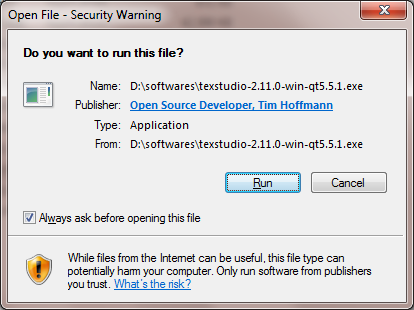 Open File - Security Warning
Do you want to run this file?
Name: D:\softwares\texstudio-2.11.0-win-qt5.5.1.exe
Publisher: Open Source Developer, Tim Hoffmann
Type: Application
From: D:\softwares\texstudio-2.11.0-win-qt5.5.1.exe
Run Cancel
Always ask before opening this file
While files from the Internet can be useful, this file type can
potentially harm your computer. Only run software from publishers
you trust. What's the risk?